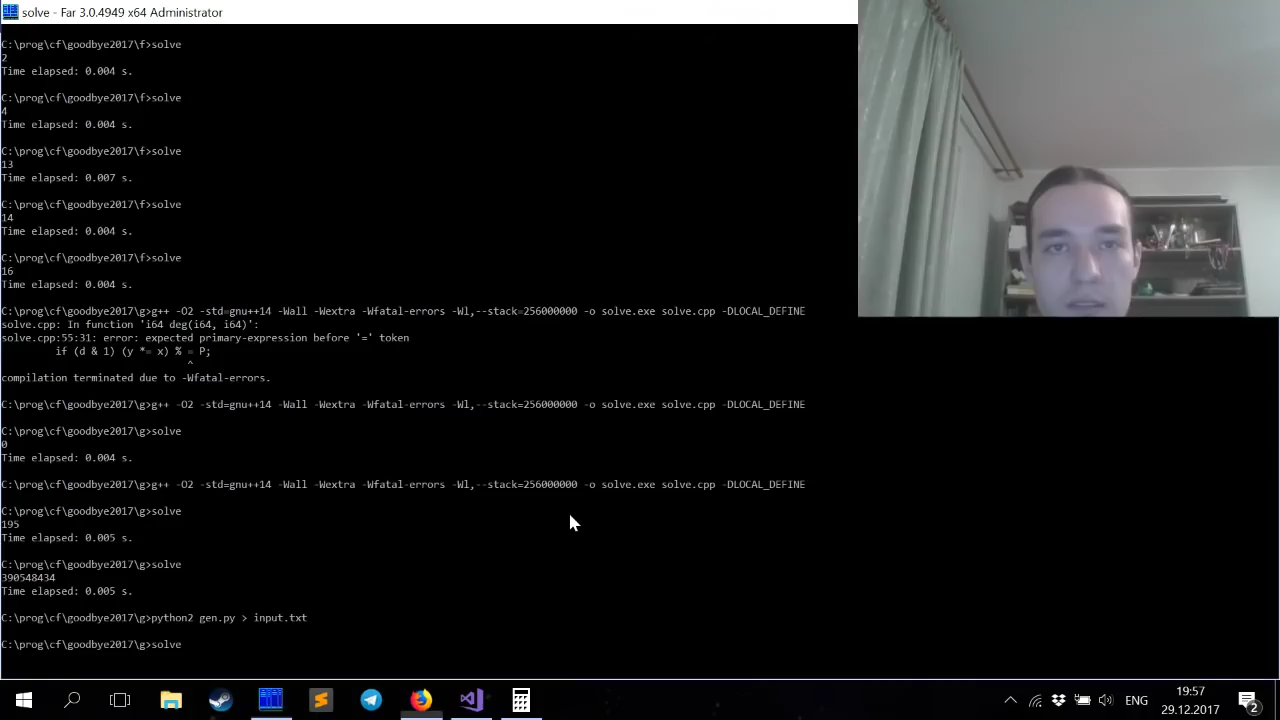 solve - Far 3.0.4949 x64 Administrator
C:\prog\cf\goodbye2017\f>solve
2
Time elapsed: 0.004 s.
C:\prog\cf\goodbye2017\f>solve
4
Time elapsed: 0.004 s.
C:\prog\cf\goodbye2017\f>solve
13
Time elapsed: 0.007 s.
C:\prog\cf\goodbye2017\f>solve
14
Time elapsed: 0.004 s.
C:\prog\cf\goodbye2017\f>solve
16
Time elapsed: 0.004 s.
C:\prog\cf\goodbye2017\g>g++ -O2 -std=gnu++14 -Wall -Wextra -Wfatal-errors -Wl,--stack=256000000 -o solve.exe solve.cpp -DLOCAL_DEFINE
solve.cpp: In function 'i64 deg(i64, i64)':
solve.cpp:55:31: error: expected primary-expression before '=' token
if (d & 1) (y *= x) % = P;
^
compilation terminated due to -Wfatal-errors.
C:\prog\cf\goodbye2017\g>g++ -O2 -std=gnu++14 -Wall -Wextra -Wfatal-errors -Wl,--stack=256000000 -o solve.exe solve.cpp -DLOCAL_DEFINE
C:\prog\cf\goodbye2017\g>solve
0
Time elapsed: 0.004 s.
C:\prog\cf\goodbye2017\g>g++ -O2 -std=gnu++14 -Wall -Wextra -Wfatal-errors -Wl,--stack=256000000 -o solve.exe solve.cpp -DLOCAL_DEFINE
C:\prog\cf\goodbye2017\g>solve
195
Time elapsed: 0.005 s.
C:\prog\cf\goodbye2017\g>solve
390548434
Time elapsed: 0.005 s.
C:\prog\cf\goodbye2017\g>python2 gen.py > input.txt
C:\prog\cf\goodbye2017\g>solve
ENG
19:57
29.12.2017
2